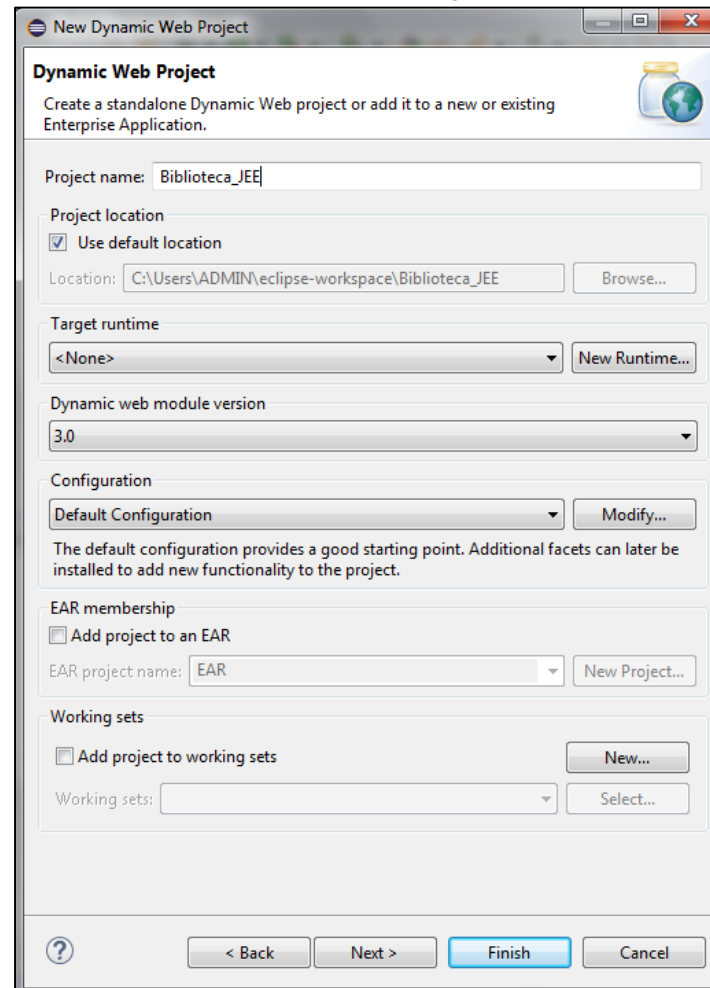 New Dynamic Web Project
Dynamic Web Project
Create a standalone Dynamic Web project or add it to a new or existing
Enterprise Application.
Project name: Biblioteca_JEE
Project location
Use default location
Location: C:\Users\ADMIN\eclipse-workspace\Biblioteca_JEE Browse...
Target runtime
<None> New Runtime...
Dynamic web module version
3.0
Configuration
Default Configuration Modify...
The default configuration provides a good starting point. Additional facets can later be
installed to add new functionality to the project.
EAR membership
Add project to an EAR
EAR project name: EAR New Project...
Working sets
Add project to working sets New...
Working sets: Select...
? < Back Next > Finish Cancel